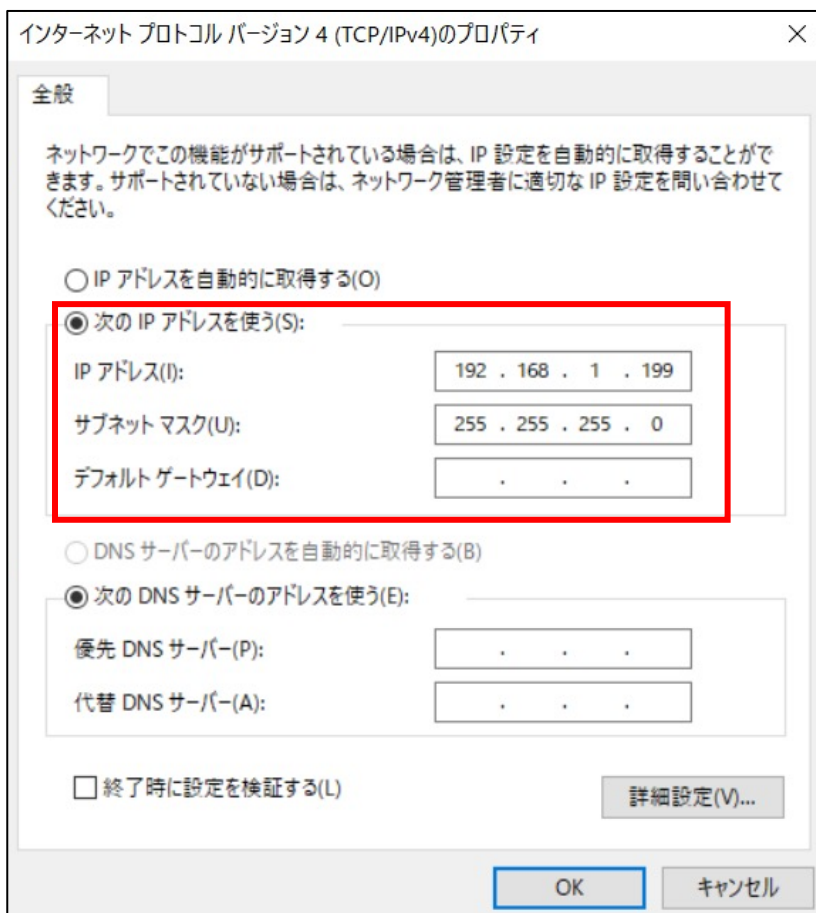 インターネット プロトコル バージョン 4 (TCP/IPv4)のプロパティ
全般
ネットワークでこの機能がサポートされている場合は、IP 設定を自動的に取得することがで
きます。サポートされていない場合は、ネットワーク管理者に適切な IP 設定を問い合わせて
ください。
IP アドレスを自動的に取得する(O)
次の IP アドレスを使う(S):
IP アドレス(I): 192 . 168 . 1 . 199
サブネット マスク(U): 255 . 255 . 255 . 0
デフォルト ゲートウェイ(D): . . .
DNS サーバーのアドレスを自動的に取得する(B)
次の DNS サーバーのアドレスを使う(E):
優先 DNS サーバー(P): . . .
代替 DNS サーバー(A): . . .
終了時に設定を検証する(L)
詳細設定(V)...
OK キャンセル